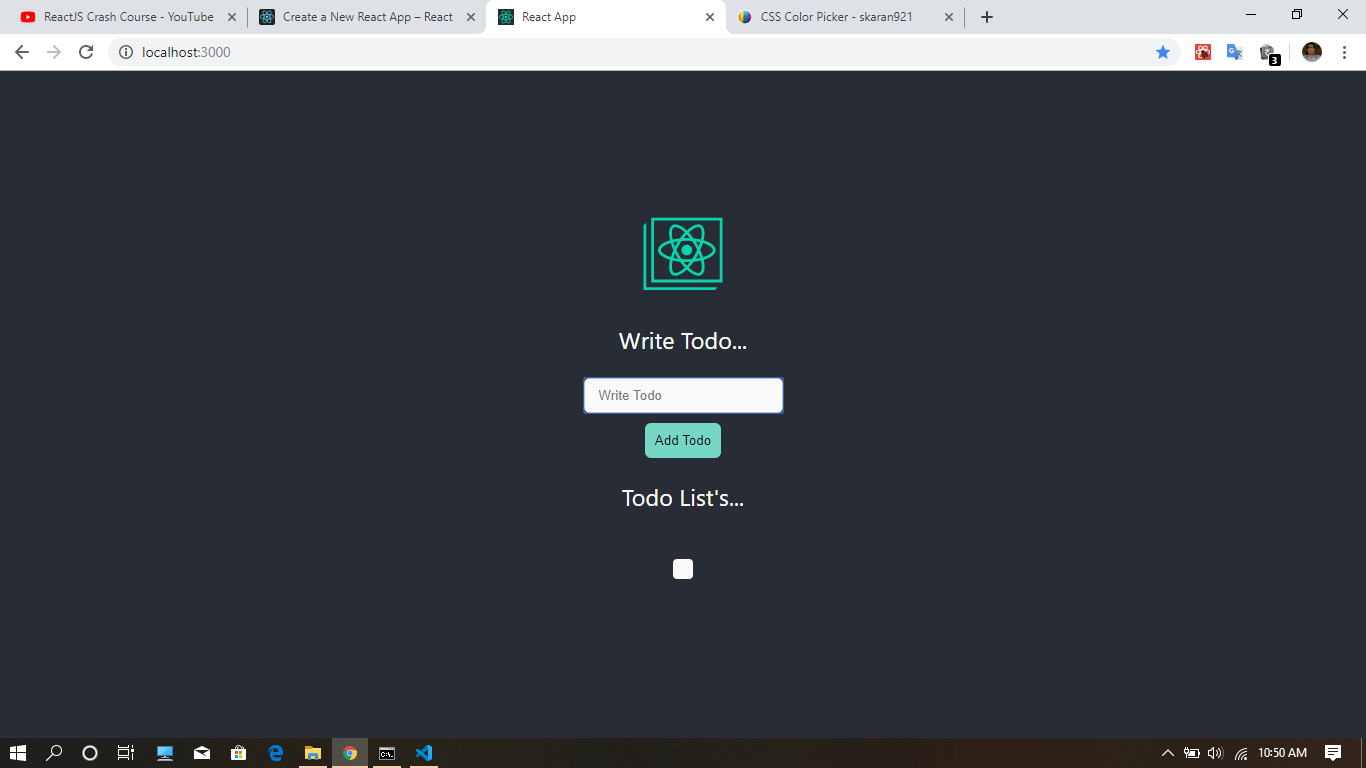 ReactJS Crash Course - YouTube
Create a New React App – React
React App
CSS Color Picker - skaran921
localhost:3000
3
Write Todo...
Write Todo
Add Todo
Todo List's...
10:50 AM